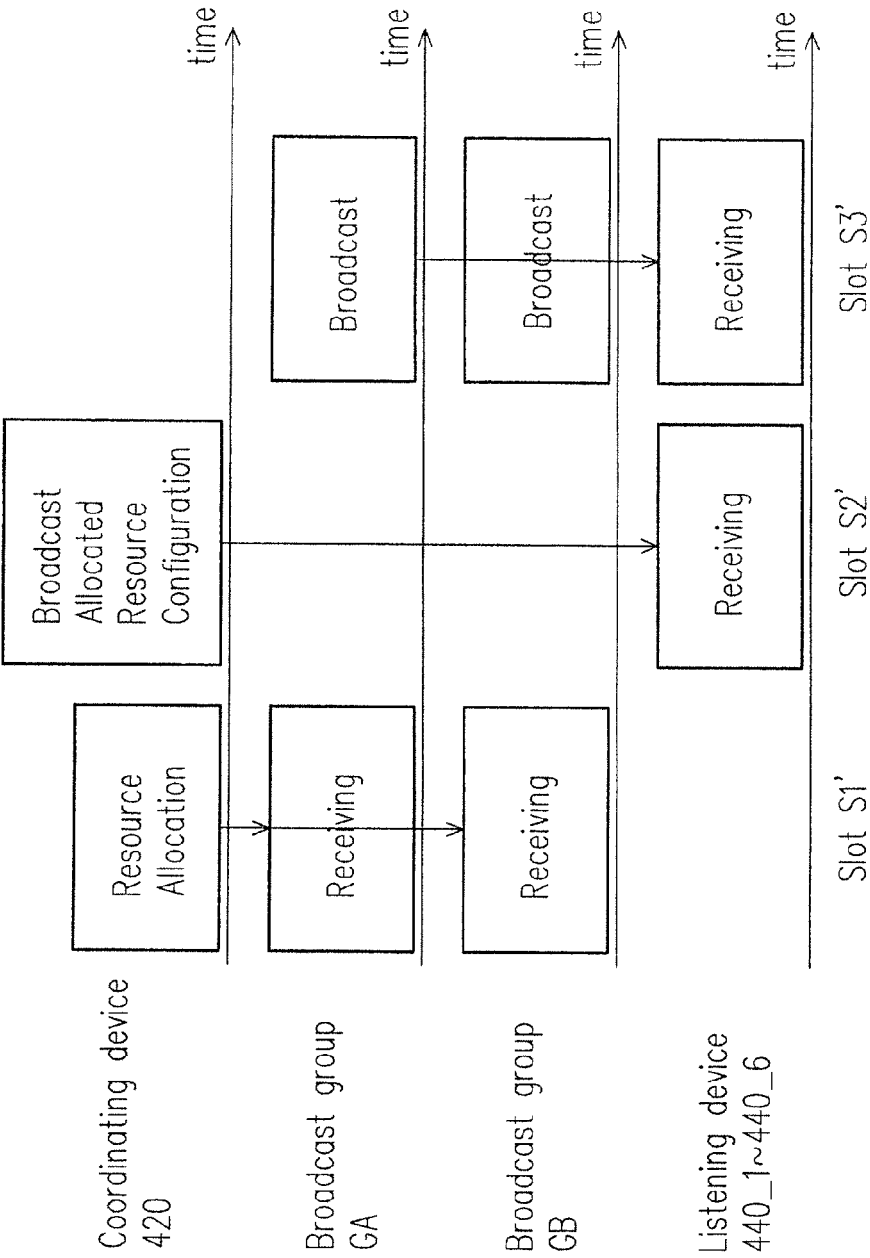 Coordinating device
420
Resource
Allocation
Broadcast
Allocated
Resource
Configuration
time
Broadcast group
GA
Receiving
Broadcast
time
Broadcast group
GB
Receiving
Broadcast
time
Listening device
440_1~440_6
Receiving
Receiving
time
Slot S1'
Slot S2'
Slot S3'